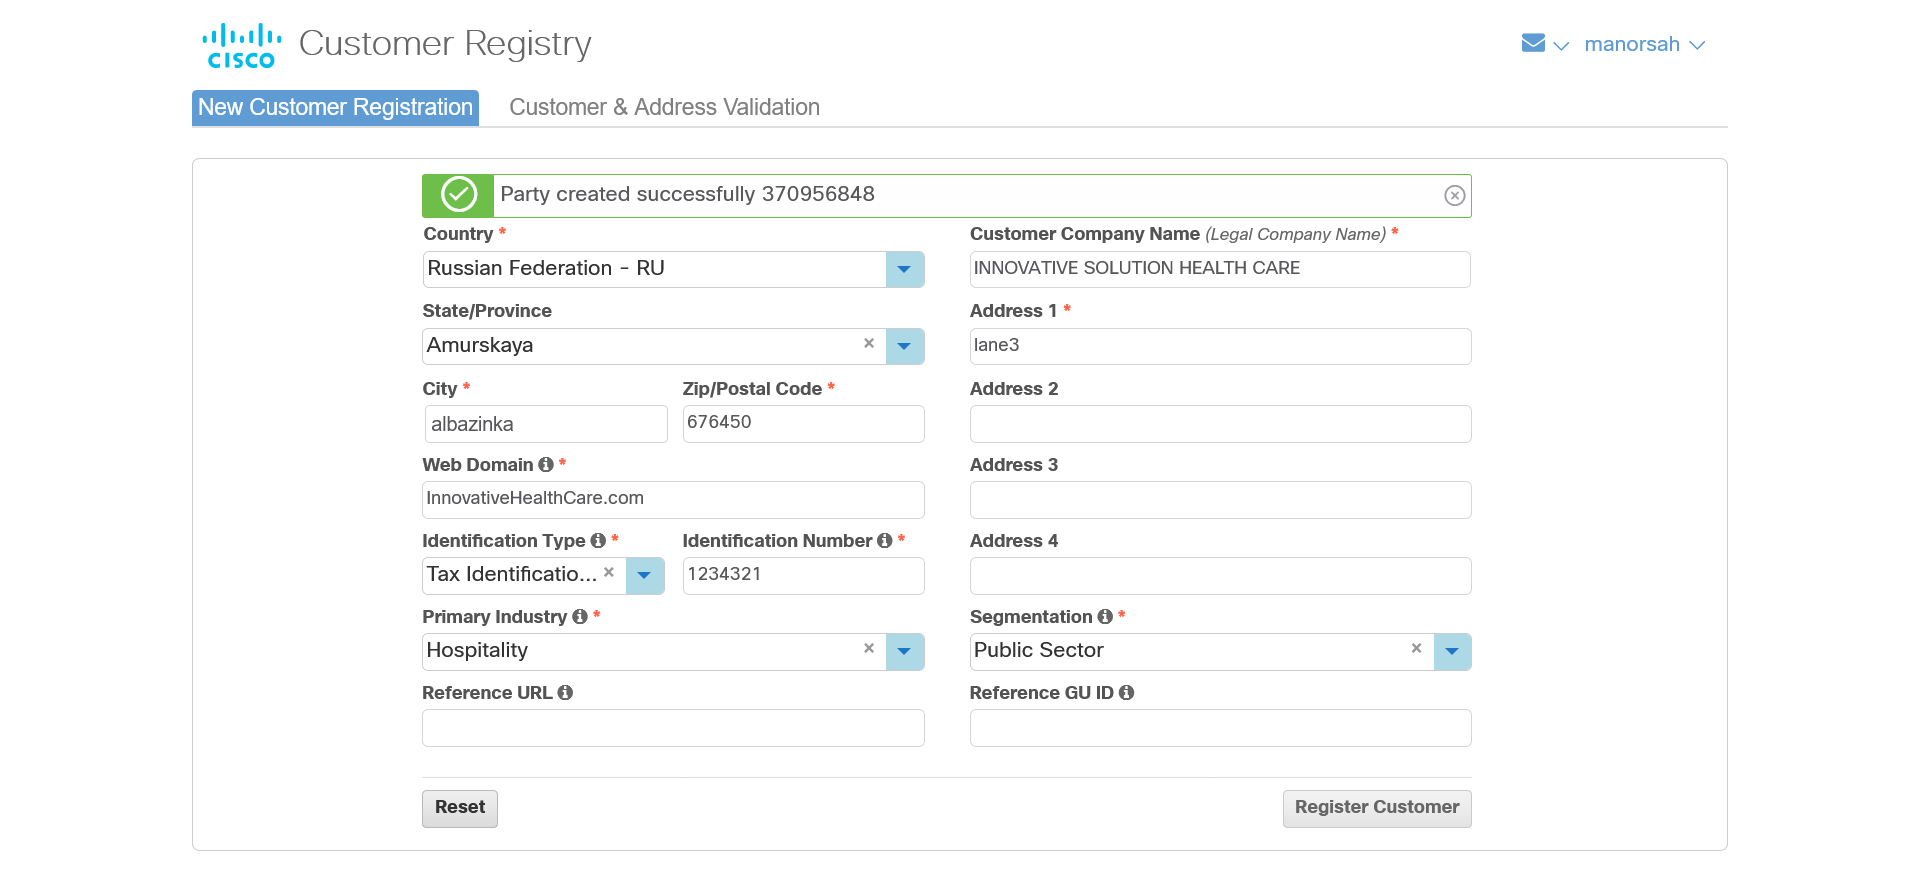 CISCO Customer Registry manorsah
New Customer Registration Customer & Address Validation
Party created successfully 370956848
Country * Customer Company Name (Legal Company Name) *
Russian Federation - RU INNOVATIVE SOLUTION HEALTH CARE
State/Province Address 1 *
Amurskaya × lane3
City * Zip/Postal Code * Address 2
albazinka 676450
Web Domain * Address 3
InnovativeHealthCare.com
Identification Type * Identification Number * Address 4
Tax Identificatio... × 1234321
Primary Industry * Segmentation *
Hospitality × Public Sector ×
Reference URL Reference GU ID
Reset Register Customer